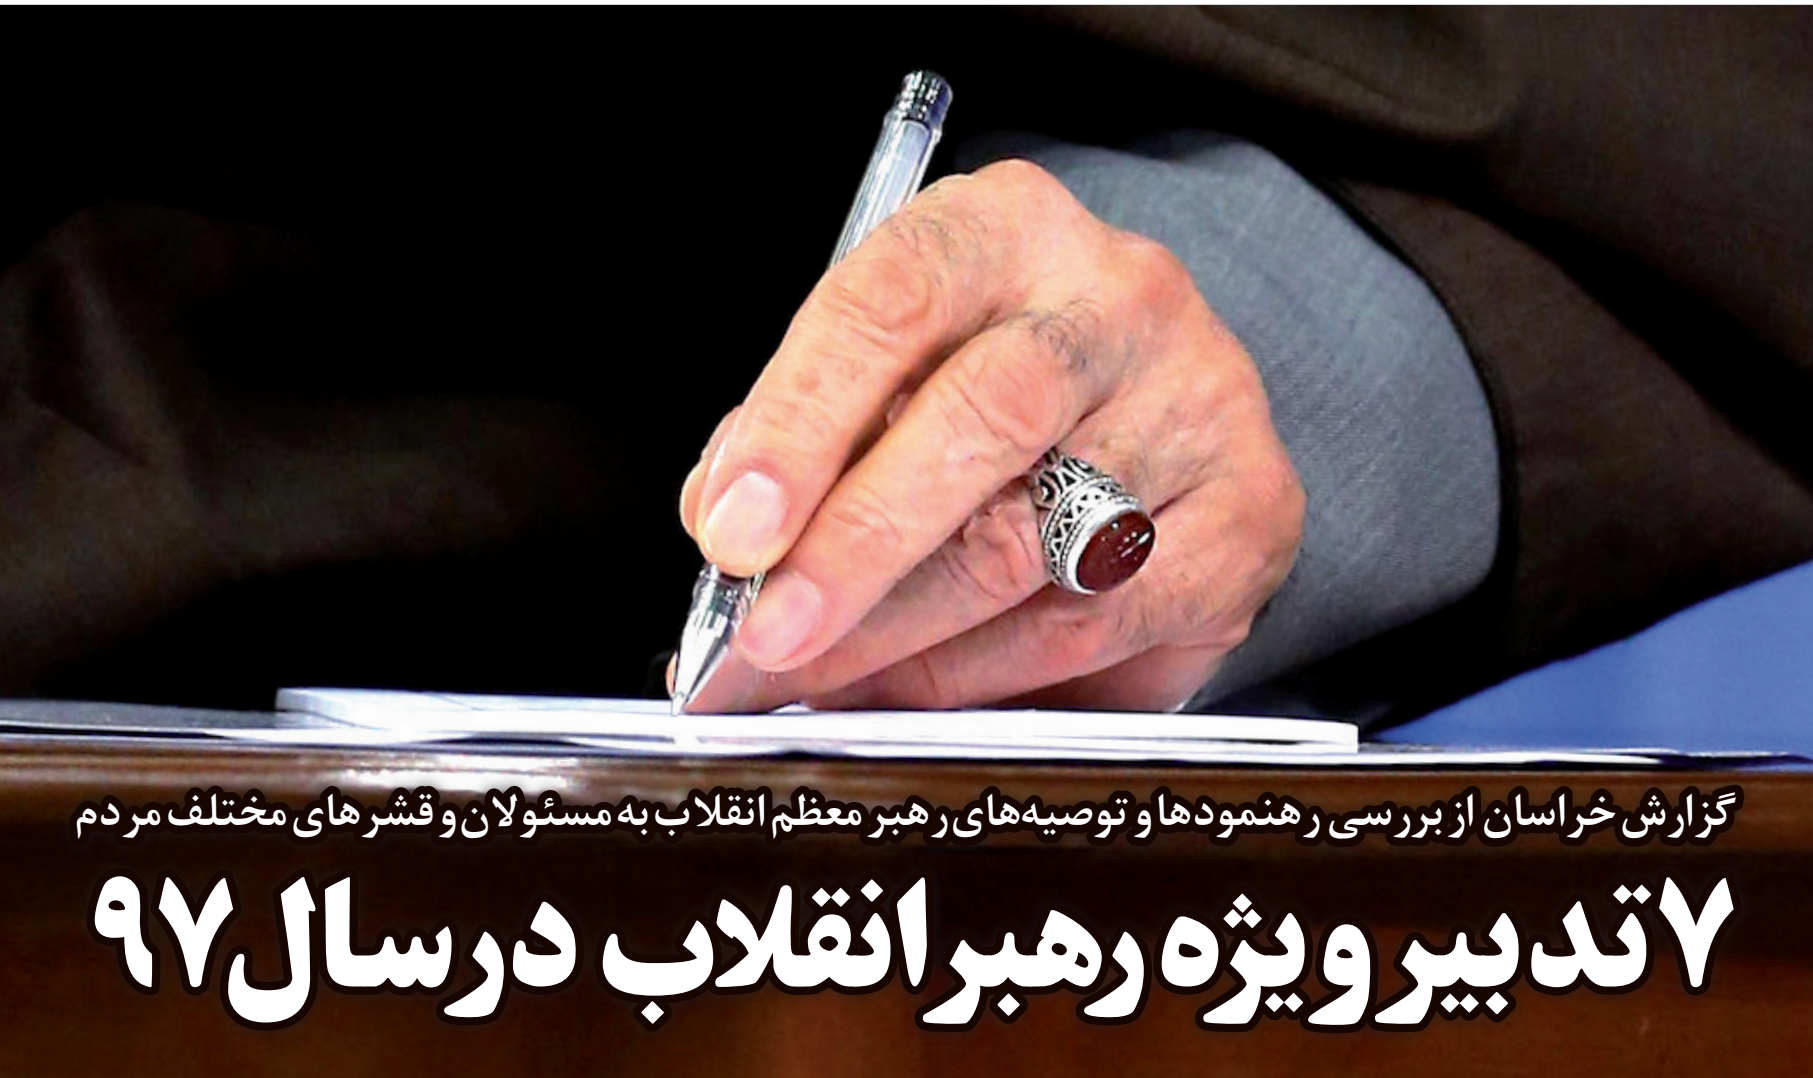 گزارش خراسان از بررسی رهنمودها و توصیه‌های رهبر معظم انقلاب به مسئولان و قشرهای مختلف مردم
۷ تدبیر ویژه رهبر انقلاب در سال ۹۷